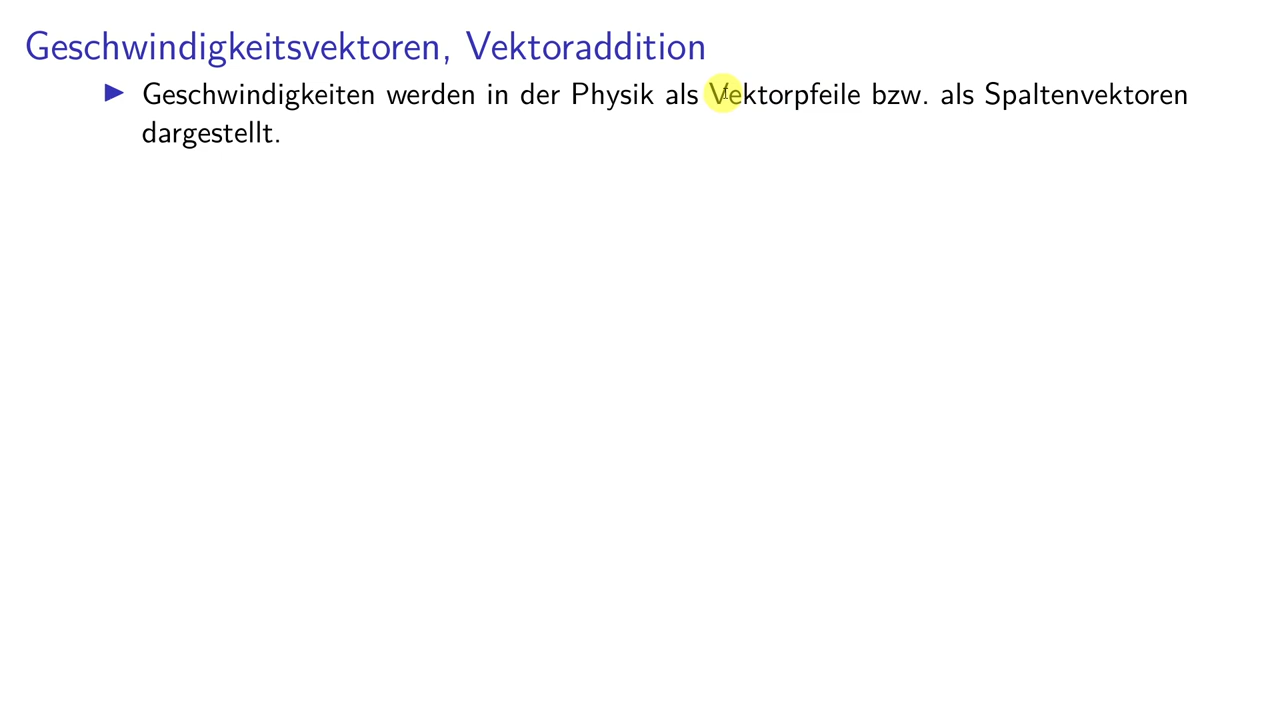 Geschwindigkeitsvektoren, Vektoraddition
Geschwindigkeiten werden in der Physik als Vektorpfeile bzw. als Spaltenvektoren
dargestellt.